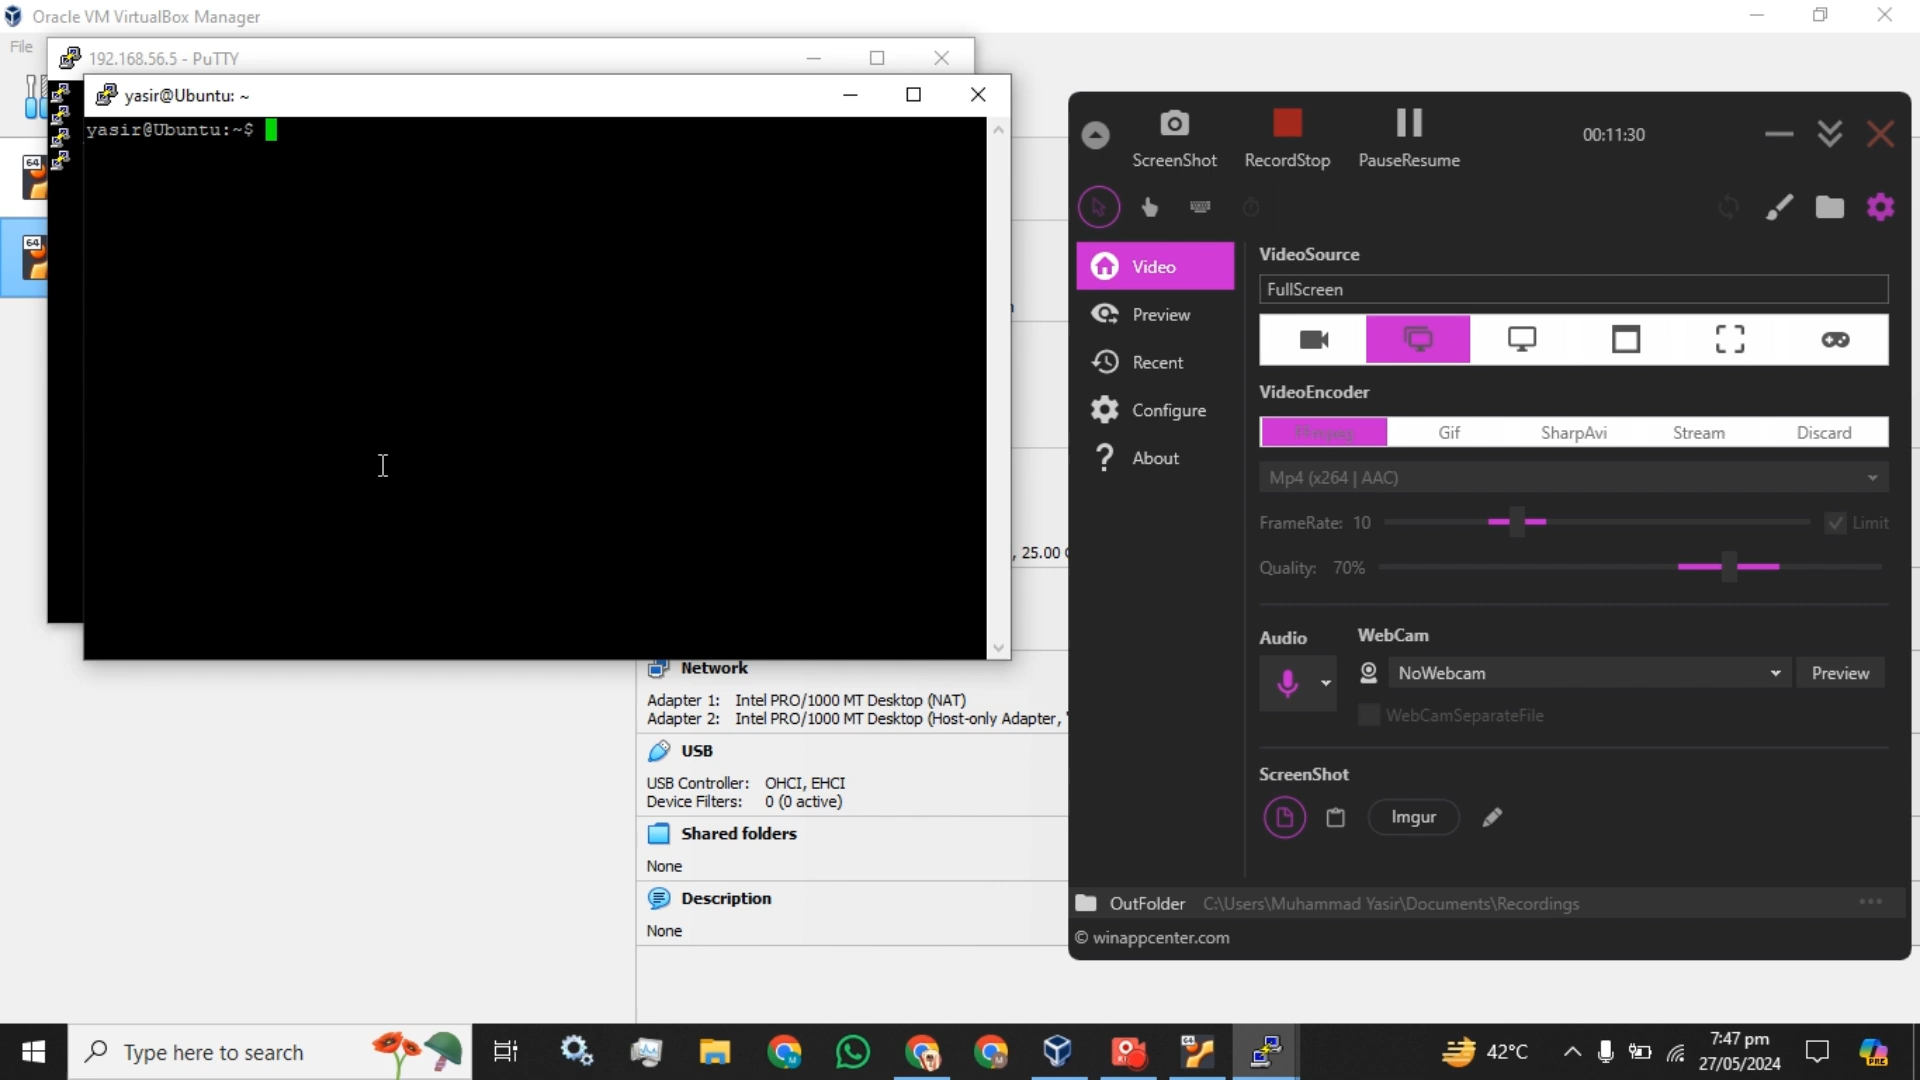 Oracle VM VirtualBox Manager
File
192.168.56.5 - PuTTY
yasir@Ubuntu: ~
yasir@Ubuntu:~$
64
64
, 25.00
Network
Adapter 1: Intel PRO/1000 MT Desktop (NAT)
Adapter 2: Intel PRO/1000 MT Desktop (Host-only Adapter, '
USB
USB Controller: OHCI, EHCI
Device Filters: 0 (0 active)
Shared folders
None
Description
None
ScreenShot
RecordStop
PauseResume
00:11:30
Video
Preview
Recent
Configure
About
VideoSource
FullScreen
VideoEncoder
Gif
SharpAvi
Stream
Discard
Mp4 (x264 | AAC)
FrameRate: 10
Limit
Quality: 70%
Audio
WebCam
NoWebcam
Preview
WebCamSeparateFile
ScreenShot
Imgur
OutFolder C:\Users\Muhammad Yasir\Documents\Recordings
© winappcenter.com
Type here to search
42°C
7:47 pm
27/05/2024
PRE